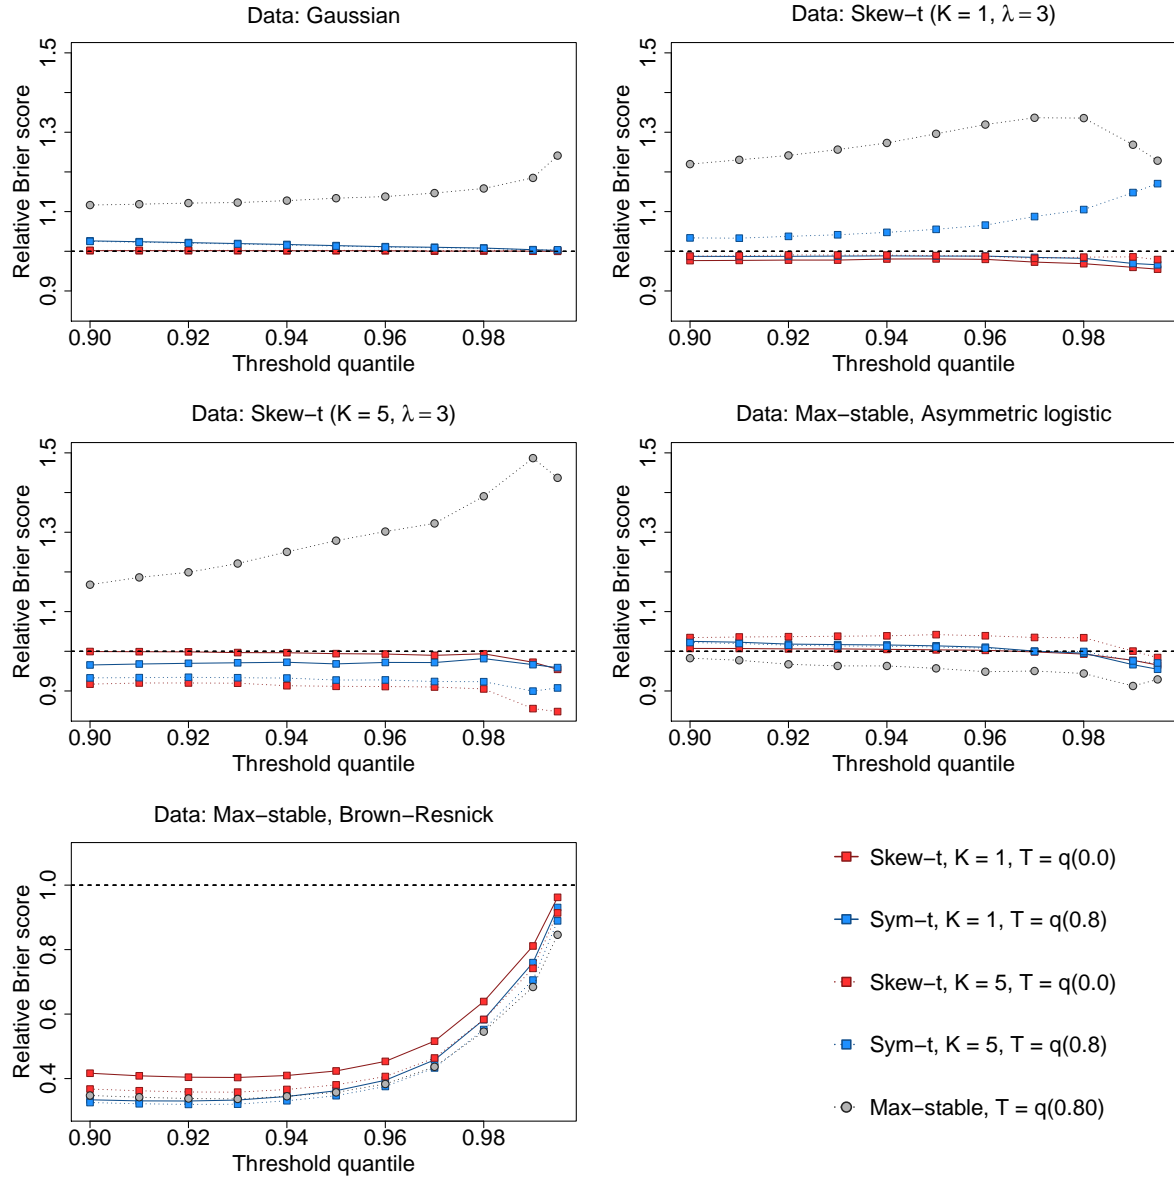 Data: Gaussian
Relative Brier score
0.9 1.1 1.3 1.5
0.90 0.92 0.94 0.96 0.98
Threshold quantile
Data: Skew−t (K = 1, λ = 3)
Relative Brier score
0.9 1.1 1.3 1.5
0.90 0.92 0.94 0.96 0.98
Threshold quantile
Data: Skew−t (K = 5, λ = 3)
Relative Brier score
0.9 1.1 1.3 1.5
0.90 0.92 0.94 0.96 0.98
Threshold quantile
Data: Max−stable, Asymmetric logistic
Relative Brier score
0.9 1.1 1.3 1.5
0.90 0.92 0.94 0.96 0.98
Threshold quantile
Data: Max−stable, Brown−Resnick
Relative Brier score
0.4 0.6 0.8 1.0
0.90 0.92 0.94 0.96 0.98
Threshold quantile
Skew−t, K = 1, T = q(0.0)
Sym−t, K = 1, T = q(0.8)
Skew−t, K = 5, T = q(0.0)
Sym−t, K = 5, T = q(0.8)
Max−stable, T = q(0.80)